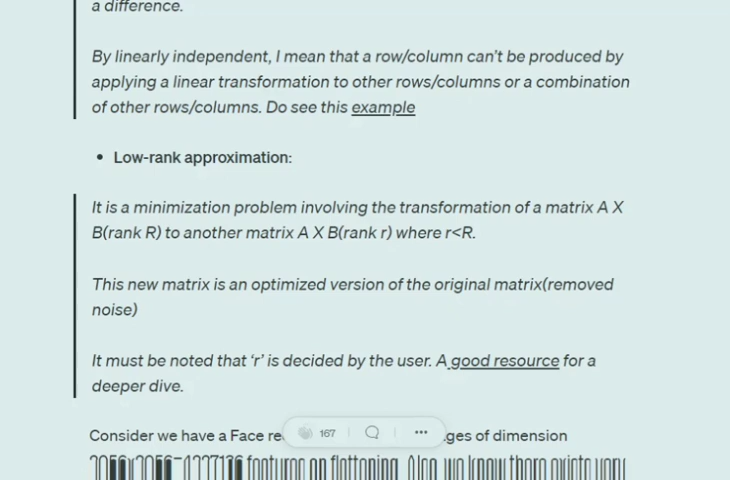 a difference.
By linearly independent, I mean that a row/column can't be produced by
applying a linear transformation to other rows/columns or a combination
of other rows/columns. Do see this example
• Low-rank approximation:
It is a minimization problem involving the transformation of a matrix A X
B(rank R) to another matrix A X B(rank r) where r<R.
This new matrix is an optimized version of the original matrix(removed
noise)
It must be noted that 'r' is decided by the user. A good resource for a
deeper dive.
Consider we have a Face 167 of dimension